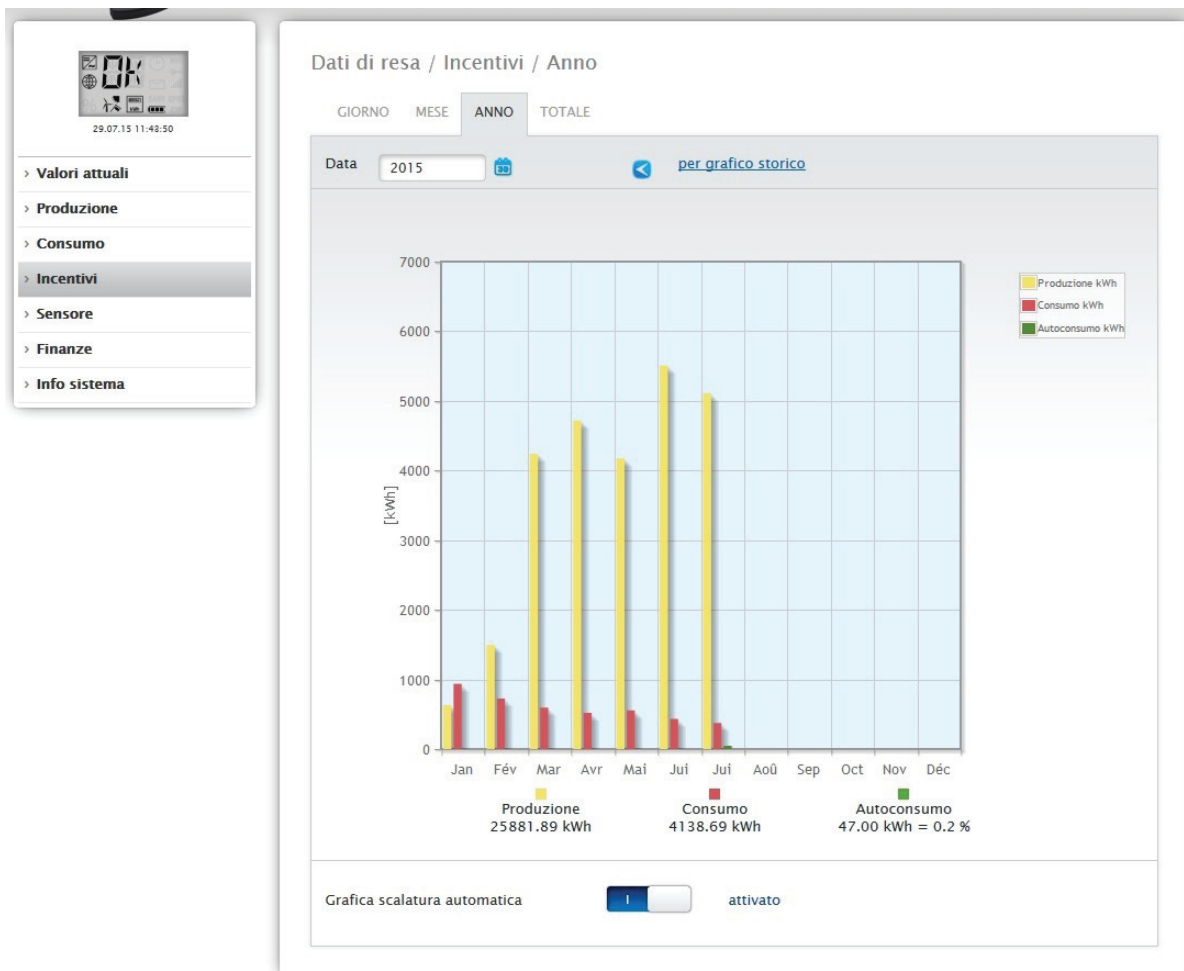 OK
29.07.15 11:43:50
› Valori attuali
› Produzione
› Consumo
› Incentivi
› Sensore
› Finanze
› Info sistema
Dati di resa / Incentivi / Anno
GIORNO MESE ANNO TOTALE
Data 2015 30 per grafico storico
7000
6000
5000
4000
3000
2000
1000
0
[kWh]
Jan Fév Mar Avr Mai Jui Jui Aoû Sep Oct Nov Déc
Produzione kWh
Consumo kWh
Autoconsumo kWh
Produzione
25881.89 kWh
Consumo
4138.69 kWh
Autoconsumo
47.00 kWh = 0.2 %
Grafica scalatura automatica I attivato